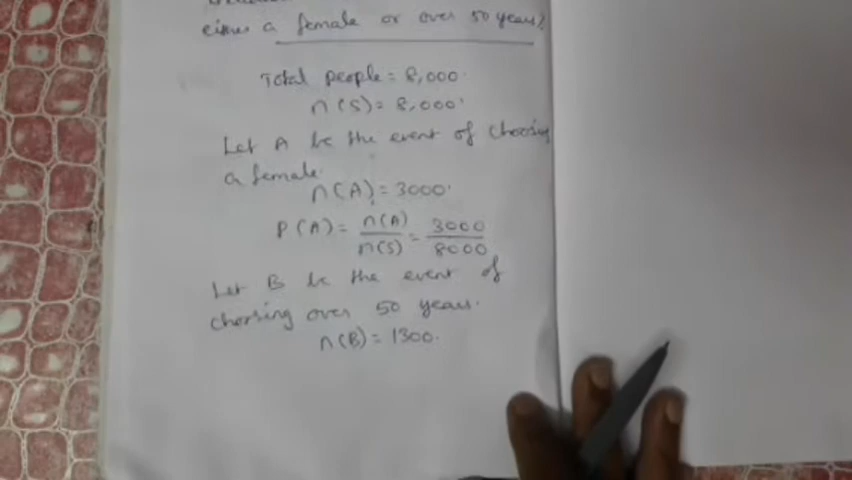 either a female or over 50 years?
Total people = 8,000.
n(S) = 8,000.
Let A be the event of choosing
a female.
n(A) = 3000.
P(A) = n(A)/n(S) = 3000/8000
Let B be the event of
choosing over 50 years.
n(B) = 1300.